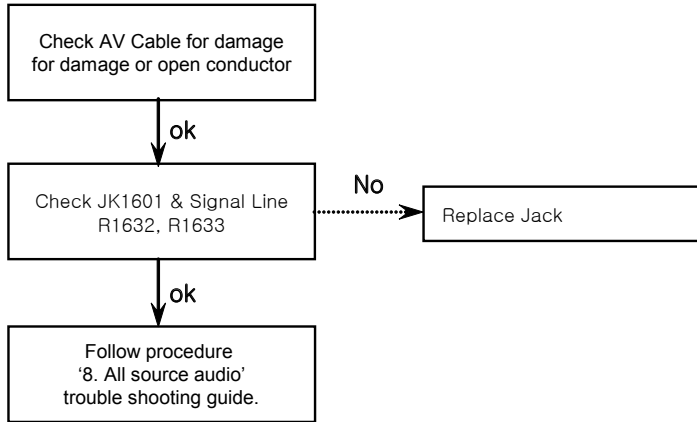 Check AV Cable for damage
for damage or open conductor
ok
Check JK1601 & Signal Line
R1632, R1633
No
Replace Jack
ok
Follow procedure
‘8. All source audio’
trouble shooting guide.